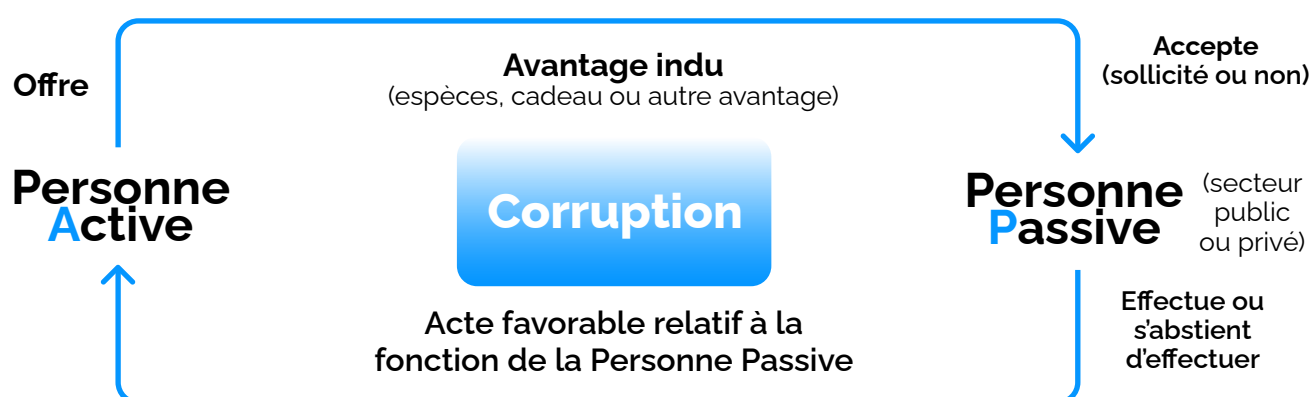 Offre
Avantage indu
(espèces, cadeau ou autre avantage)
Accepte
(sollicité ou non)
Personne
Active
Corruption
Personne
Passive
(secteur
public
ou privé)
Acte favorable relatif à la
fonction de la Personne Passive
Effectue ou
s'abstient
d'effectuer